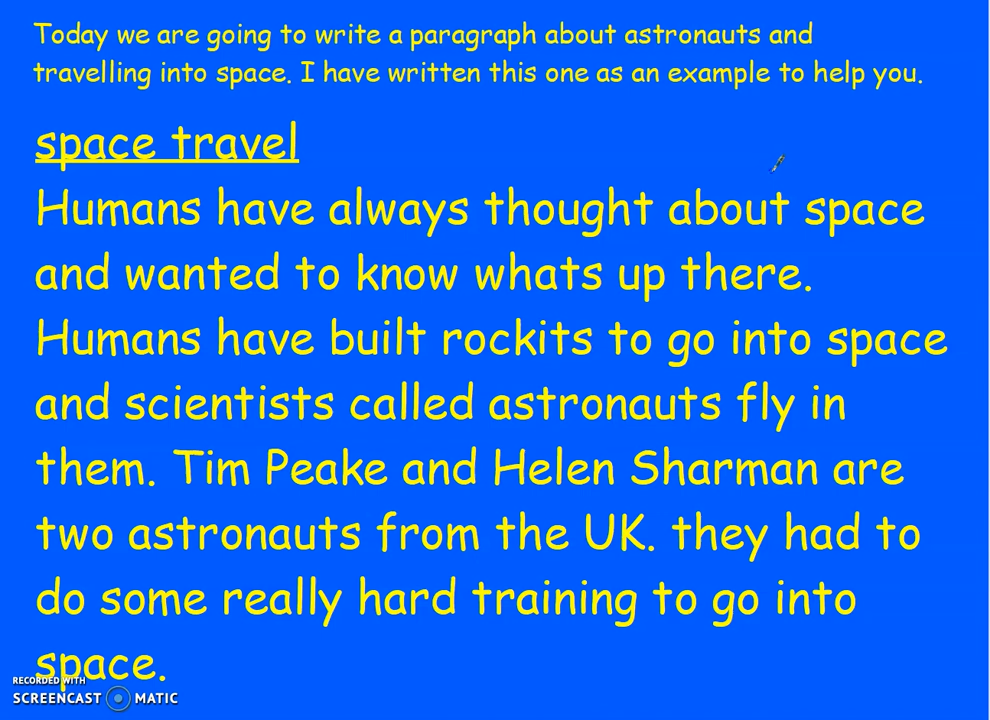 Today we are going to write a paragraph about astronauts and
travelling into space. I have written this one as an example to help you.
space travel
Humans have always thought about space
and wanted to know whats up there.
Humans have built rockits to go into space
and scientists called astronauts fly in
them. Tim Peake and Helen Sharman are
two astronauts from the UK. they had to
do some really hard training to go into
space.
RECORDED WITH
SCREENCAST MATIC